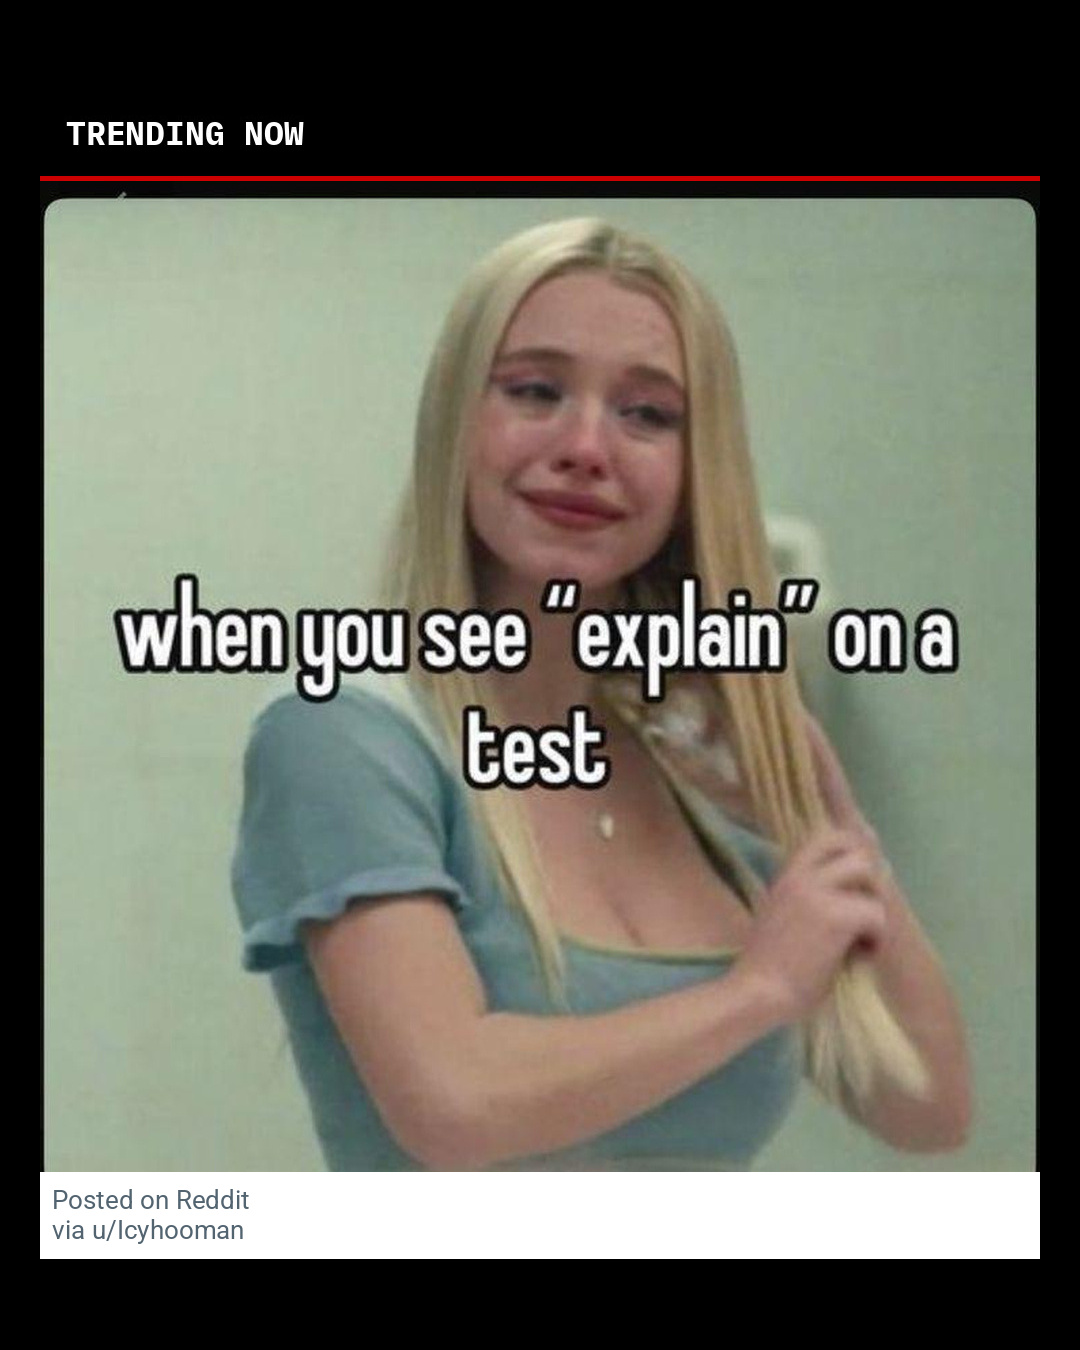 TRENDING NOW
when you see “explain” on a
test
Posted on Reddit
via u/Icyhooman